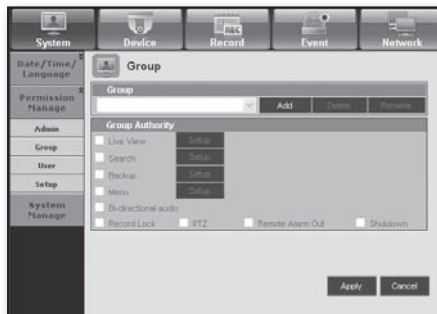 System Device Record Event Network
Date/Time/
Language
Group
Permission
Manage
Group
Add Delete Rename
Admin
Group
User
Setup
Group Authority
Live View Setup
Search Setup
Backup Setup
Menu Setup
Bi-directional audio
Record Lock PTZ Remote Alarm Out Shutdown
System
Manage
Apply Cancel